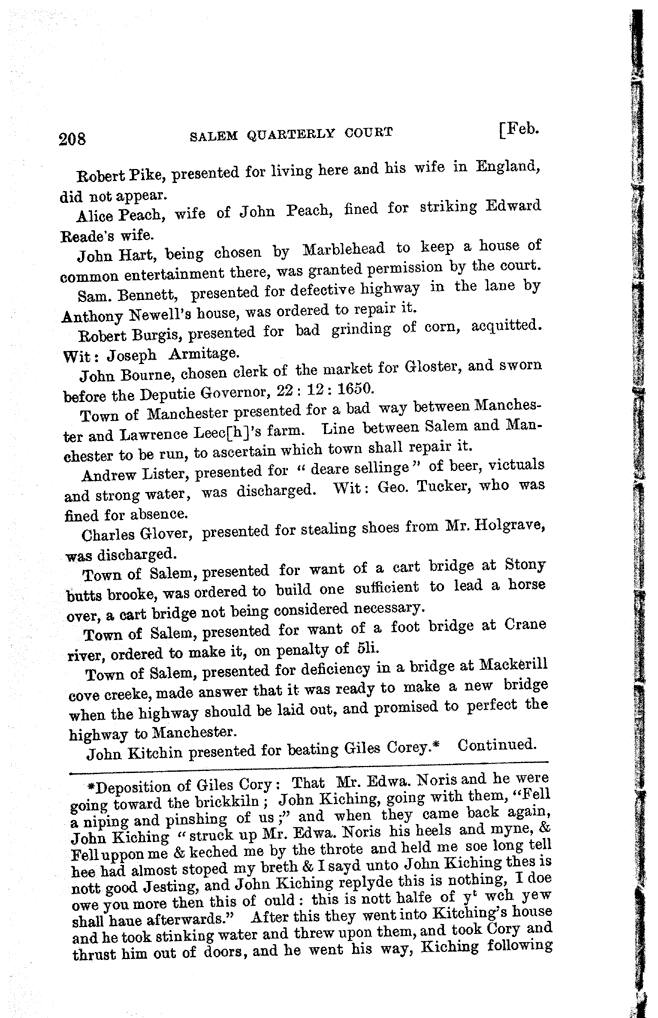 208 SALEM QUARTERLY COURT [Feb.
Robert Pike, presented for living here and his wife in England,
did not appear.
Alice Peach, wife of John Peach, fined for striking Edward
Reade's wife.
John Hart, being chosen by Marblehead to keep a house of
common entertainment there, was granted permission by the court.
Sam. Bennett, presented for defective highway in the lane by
Anthony Newell's house, was ordered to repair it.
Robert Burgis, presented for bad grinding of corn, acquitted.
Wit: Joseph Armitage.
John Bourne, chosen clerk of the market for Gloster, and sworn
before the Deputie Governor, 22 : 12 : 1650.
Town of Manchester presented for a bad way between Manches-
ter and Lawrence Leec[h]'s farm. Line between Salem and Man-
chester to be run, to ascertain which town shall repair it.
Andrew Lister, presented for " deare sellinge" of beer, victuals
and strong water, was discharged. Wit: Geo. Tucker, who was
fined for absence.
Charles Glover, presented for stealing shoes from Mr. Holgrave,
was discharged.
Town of Salem, presented for want of a cart bridge at Stony
butts brooke, was ordered to build one sufficient to lead a horse
over, a cart bridge not being considered necessary.
Town of Salem, presented for want of a foot bridge at Crane
river, ordered to make it, on penalty of 5li.
Town of Salem, presented for deficiency in a bridge at Mackerill
cove creeke, made answer that it was ready to make a new bridge
when the highway should be laid out, and promised to perfect the
highway to Manchester.
John Kitchin presented for beating Giles Corey.* Continued.
*Deposition of Giles Cory: That Mr. Edwa. Noris and he were
going toward the brickkiln; John Kiching, going with them, "Fell
a niping and pinshing of us;" and when they came back again,
John Kiching "struck up Mr. Edwa. Noris his heels and myne, &
Fell uppon me & keched me by the throte and held me soe long tell
hee had almost stoped my breth & I sayd unto John Kiching thes is
nott good Jesting, and John Kiching replyde this is nothing, I doe
owe you more then this of ould: this is nott halfe of yᵗ wch yew
shall haue afterwards." After this they went into Kitching's house
and he took stinking water and threw upon them, and took Cory and
thrust him out of doors, and he went his way, Kiching following